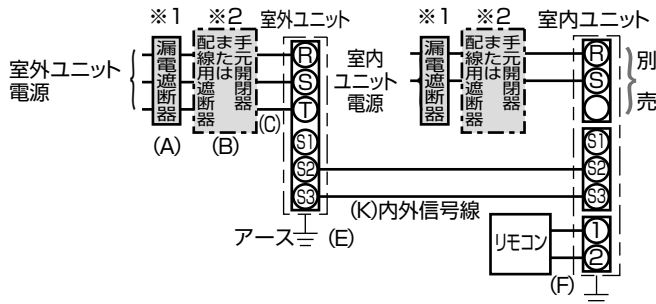 ※1
※2
室外ユニット
室外ユニット
電源
漏電遮断器
手元開閉器
または
配線用遮断器
(A)
(B)
(C)
R
S
T
S1
S2
S3
アース
(E)
※1
※2
室内ユニット
室内
ユニット
電源
漏電遮断器
手元開閉器
または
配線用遮断器
R
S
別売
S1
S2
S3
(K)内外信号線
リモコン
1
2
(F)